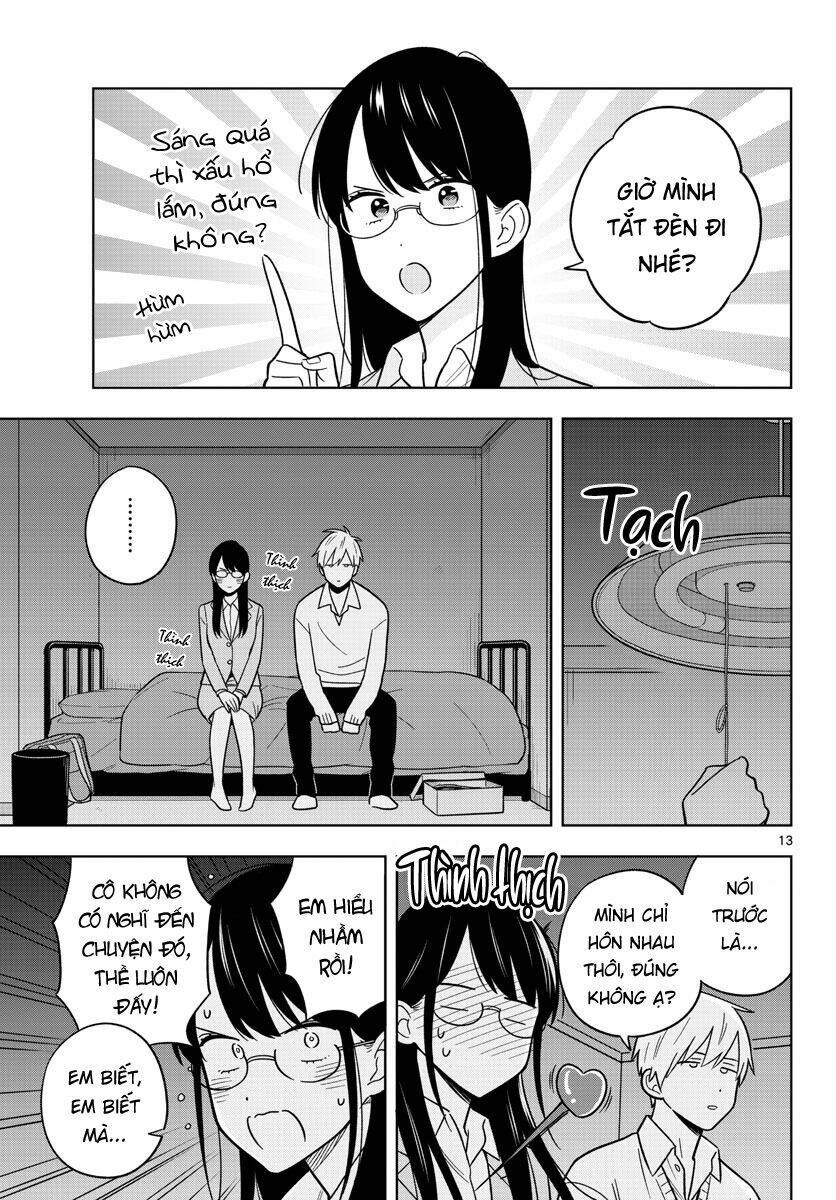 GIỜ MÌNH
TẮT ĐÈN ĐI
NHÉ?
Sáng quá
thì xấu hổ
lắm, đúng
không?
Hừm
hừm
Tạch
.........
Thình
thịch
Thình
thịch
13
NÓI
TRƯỚC
LÀ...
MÌNH CHỈ
HÔN NHAU
THÔI, ĐÚNG
KHÔNG Ạ?
Thình thịch
EM HIỂU
NHẦM
RỒI!
CÔ KHÔNG
CÓ NGHĨ ĐẾN
CHUYỆN ĐÓ,
THỀ LUÔN
ĐẤY!
EM BIẾT,
EM BIẾT
MÀ...